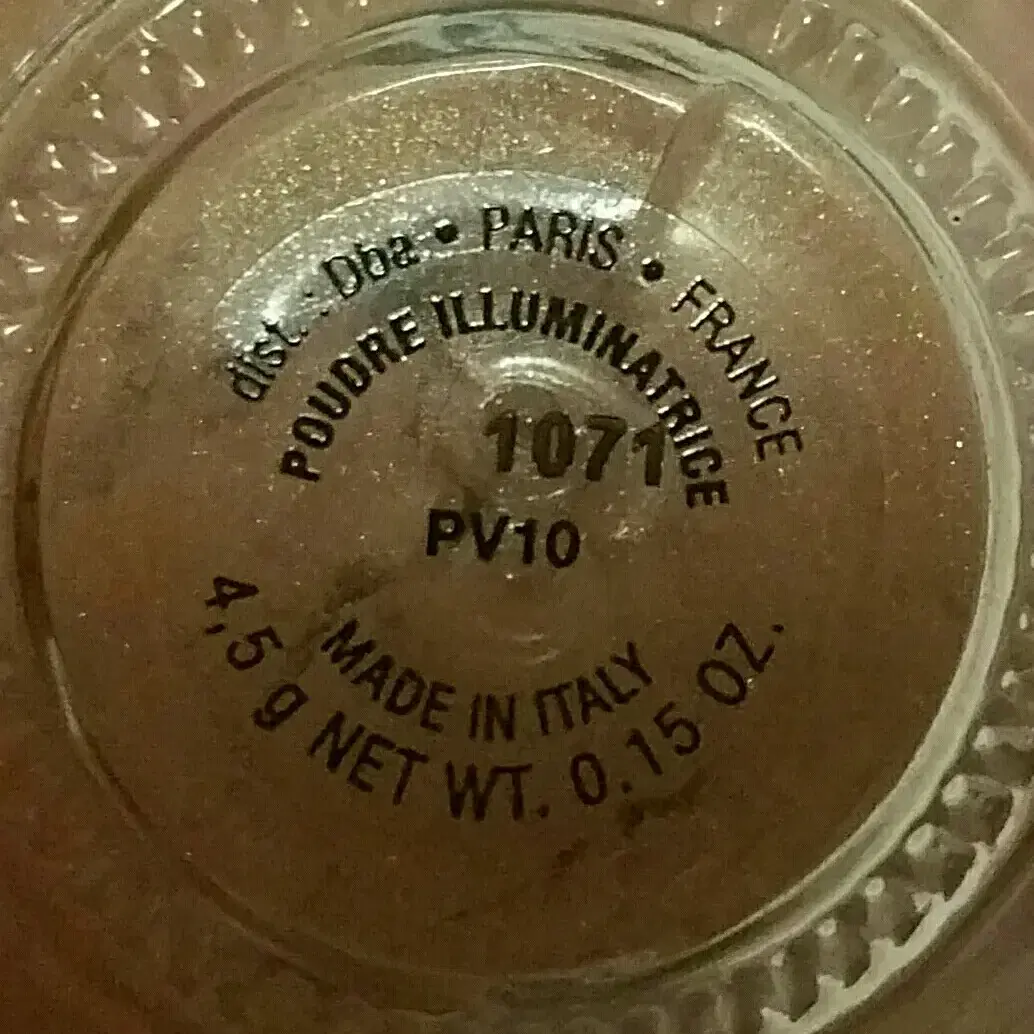 dist. : Dba • PARIS • FRANCE
POUDRE ILLUMINATRICE
1071
PV10
MADE IN ITALY
4,5 g NET WT. 0.15 OZ.